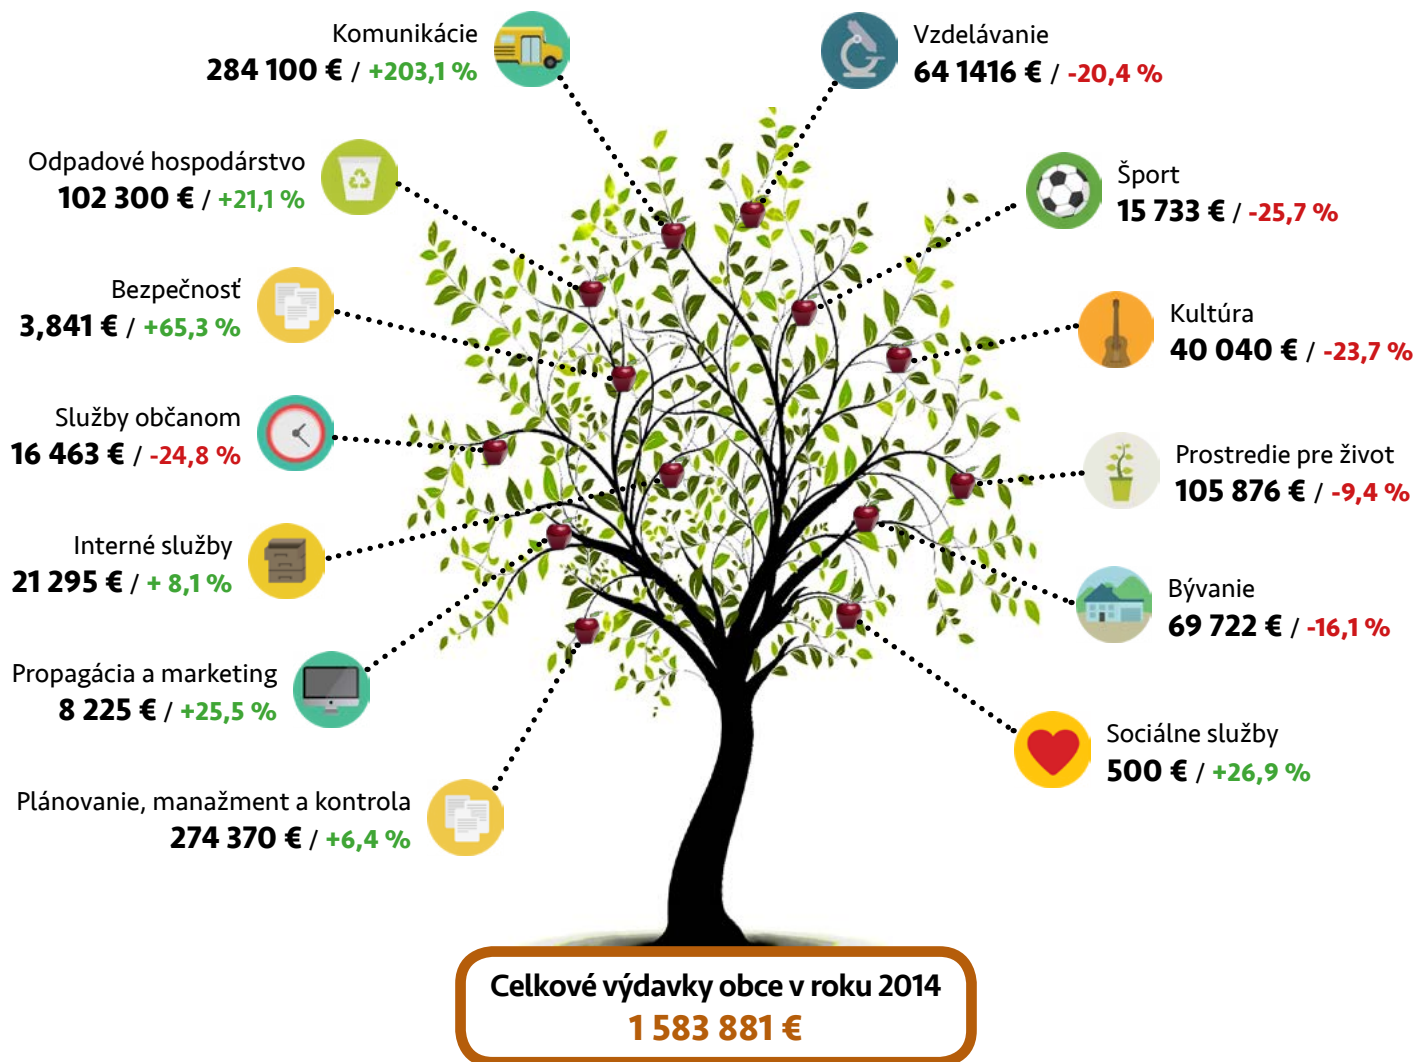 Komunikácie
284 100 € / +203,1 %
Vzdelávanie
64 1416 € / -20,4 %
Odpadové hospodárstvo
102 300 € / +21,1 %
Šport
15 733 € / -25,7 %
Bezpečnosť
3,841 € / +65,3 %
Kultúra
40 040 € / -23,7 %
Služby občanom
16 463 € / -24,8 %
Prostredie pre život
105 876 € / -9,4 %
Interné služby
21 295 € / + 8,1 %
Bývanie
69 722 € / -16,1 %
Propagácia a marketing
8 225 € / +25,5 %
Sociálne služby
500 € / +26,9 %
Plánovanie, manažment a kontrola
274 370 € / +6,4 %
Celkové výdavky obce v roku 2014
1 583 881 €